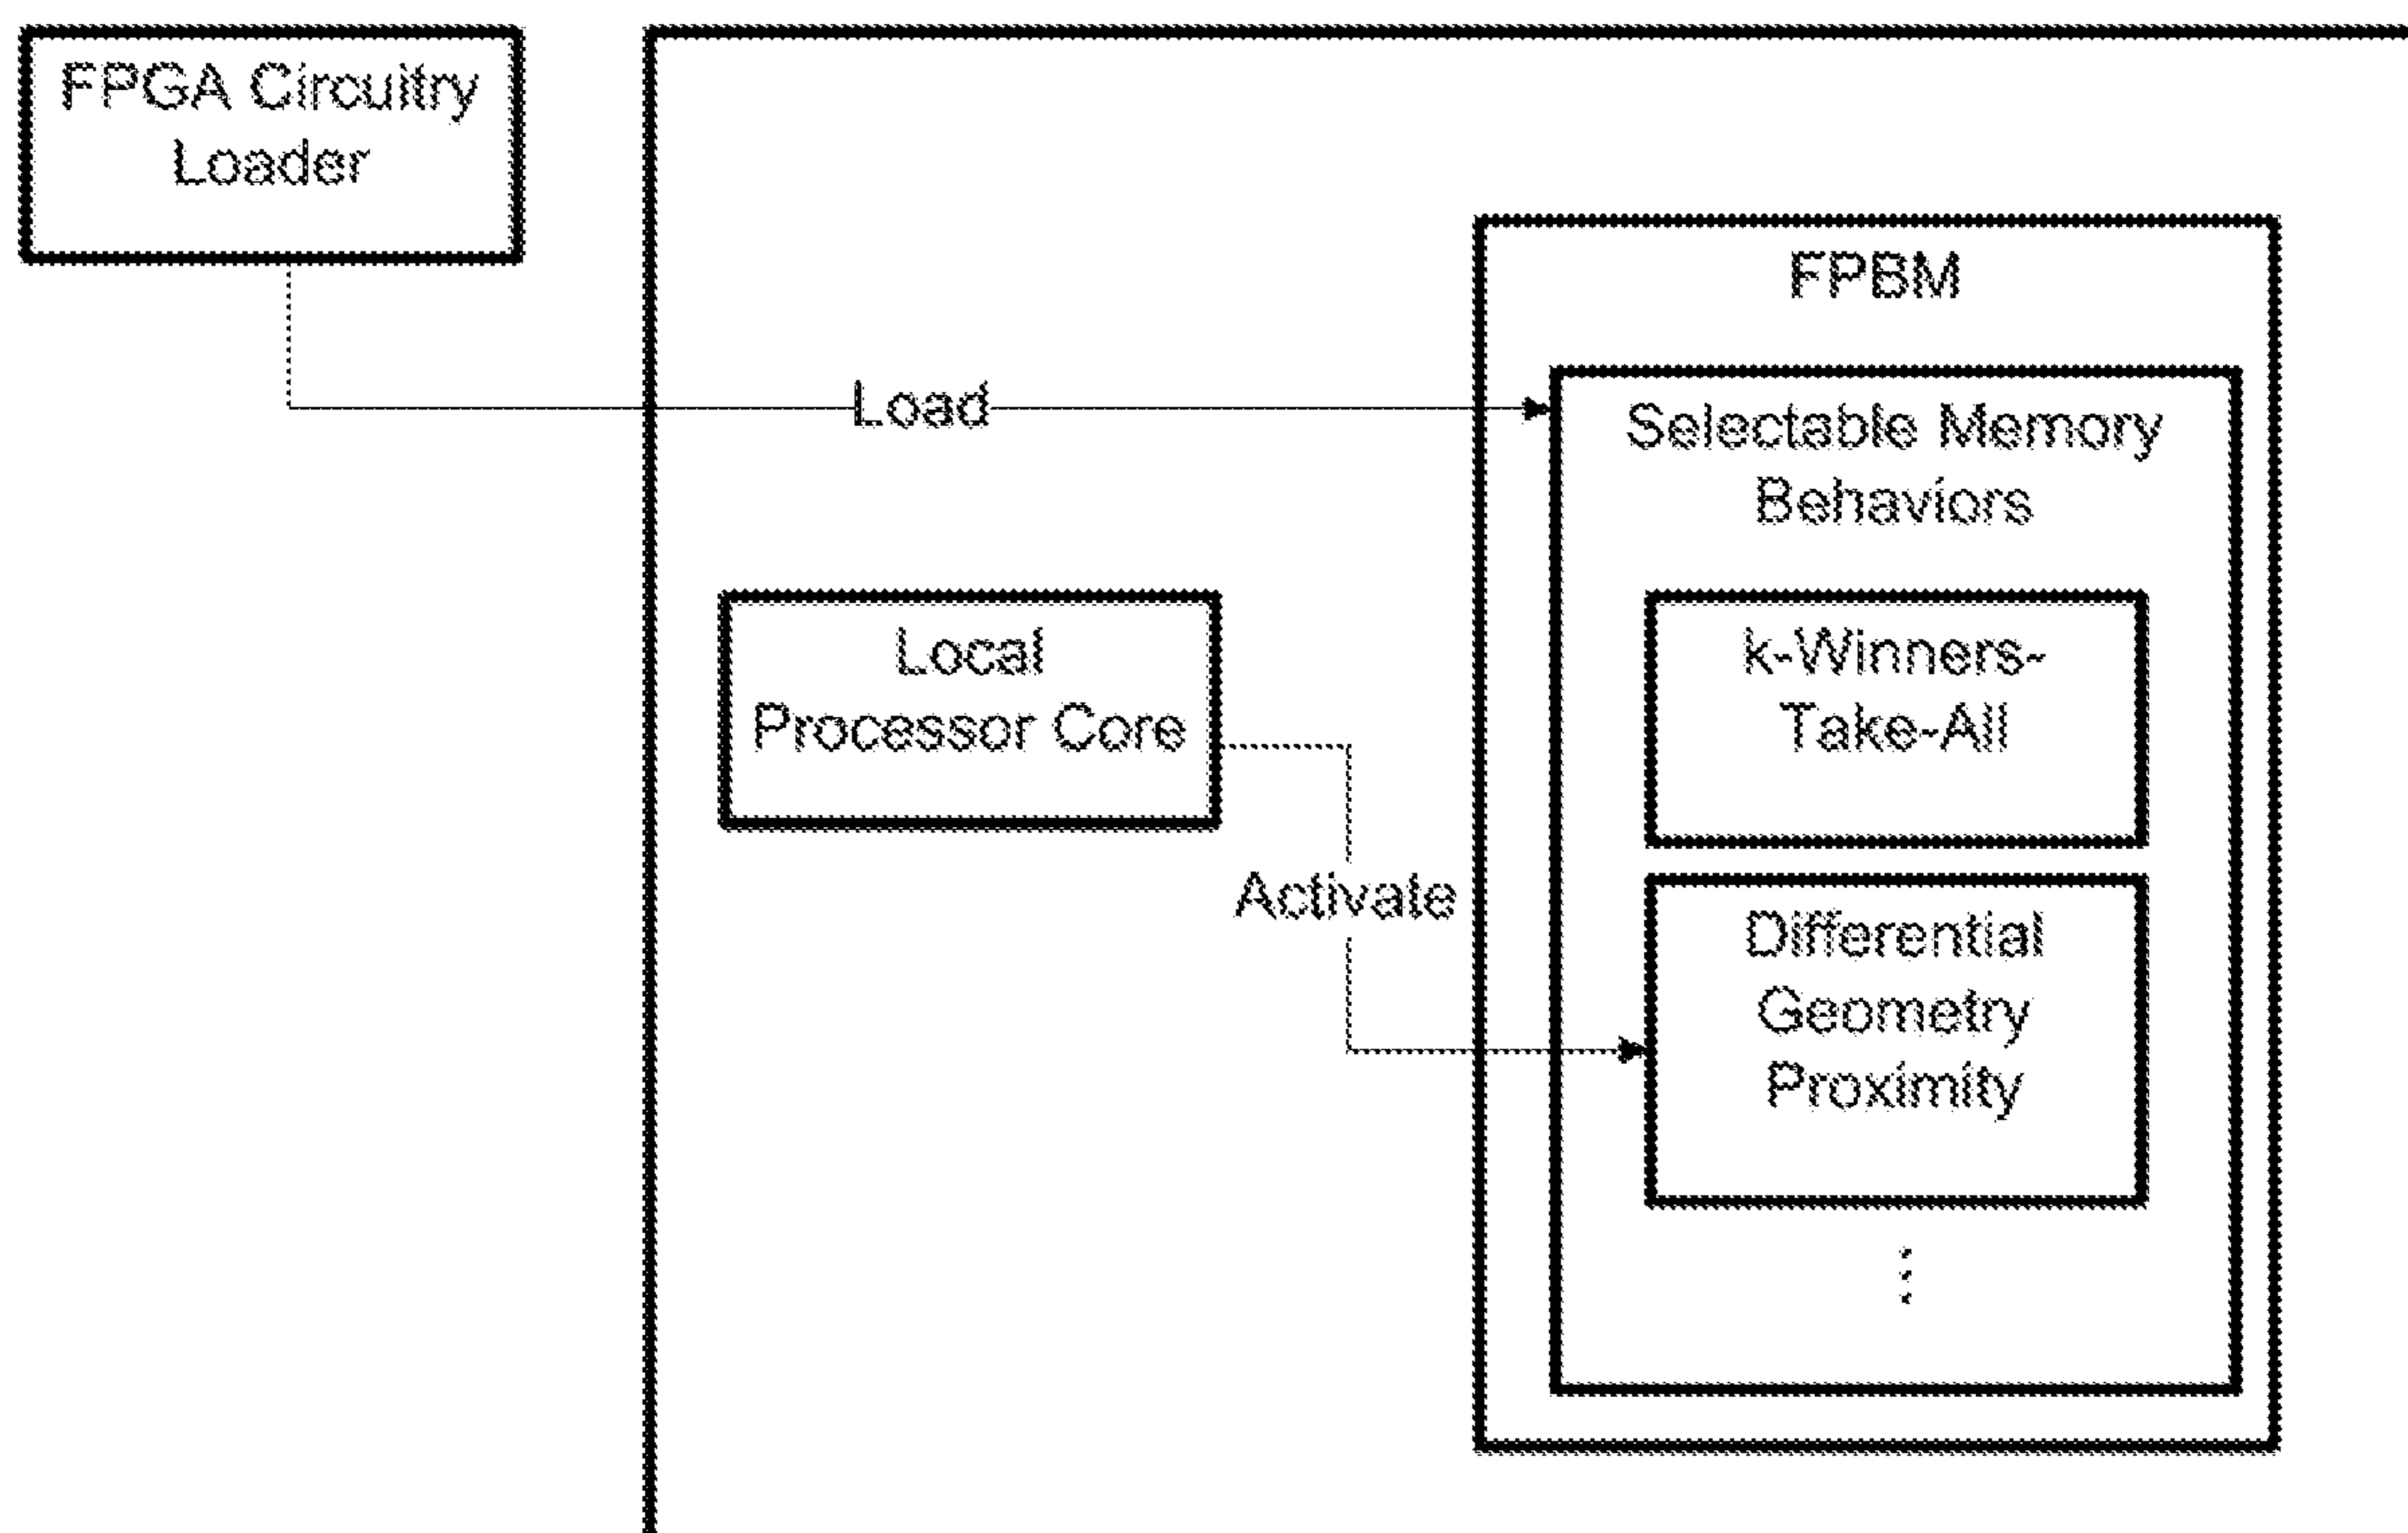 FPGA Circuitry
Loader
FPBM
Load
Selectable Memory
Behaviors
Local
Processor Core
k-Winners-
Take-All
Activate
Differential
Geometry
Proximity
⋮